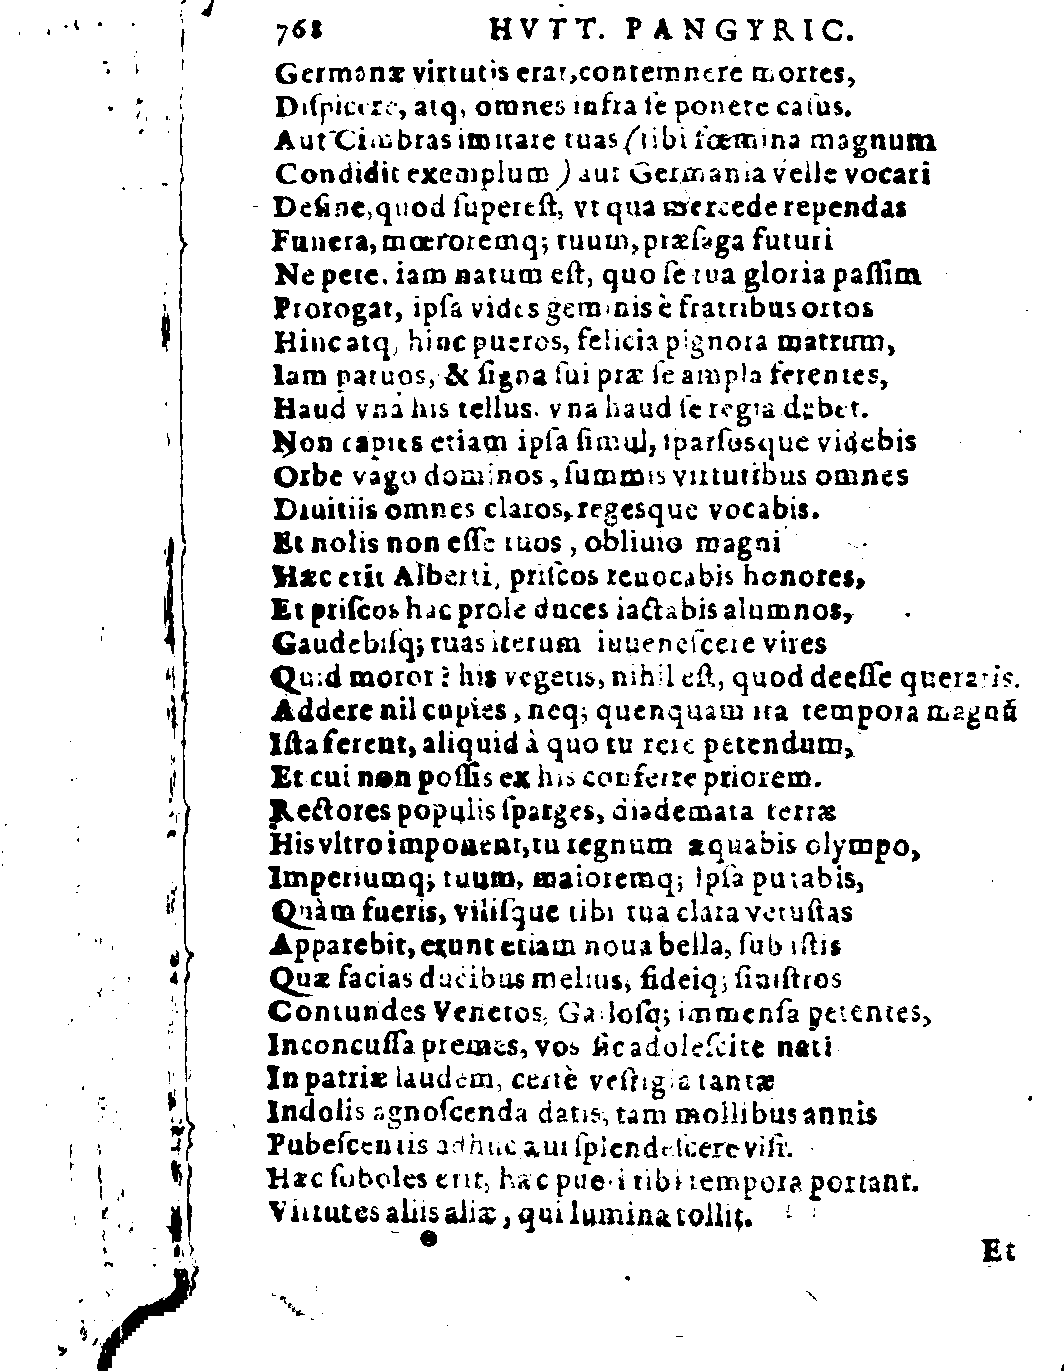 768 HVTT. PANGYRIC.
Germanæ virtutis erat, contemnere mortes,
Diſpicere, atq, omnes infra ſe ponere caſus.
Aut Cimbras imitare tuas (tibi fœmina magnum
Condidit exemplum) aut Germania velle vocari
Deſine, quod ſupereſt, vt qua mercede rependas
Funera, mœroremq; tuum, præſaga futuri
Ne pete. iam natum eſt, quo ſe tua gloria paſſim
Prorogat, ipſa vides geminis è fratribus ortos
Hinc atq, hinc pueros, felicia pignora matrum,
Iam paruos, & ſigna ſui præ ſe ampla ferentes,
Haud vna his tellus. vna haud ſe regia debet.
Non capies etiam ipſa ſimul, ſparſosque videbis
Orbe vago dominos, ſummis virtutibus omnes
Diuitiis omnes claros, regesque vocabis.
Et nolis non eſſe tuos, obliuio magni
Hæc erit Alberti, priſcos reuocabis honores,
Et priſcos hac prole duces iactabis alumnos,
Gaudebiſq; tuas iterum iuueneſcere vires
Quid moror? his vegetis, nihil eſt, quod deeſſe queraris.
Addere nil cupies, neq; quenquam ita tempora magnũ
Iſta ferent, aliquid à quo tu rere petendum,
Et cui non poſſis ex his conferre priorem.
Rectores populis ſparges, diademata terræ
His vltro imponent, tu regnum æquabis olympo,
Imperiumq; tuum, maioremq; ipſa putabis,
Quàm fueris, viliſque tibi tua clara vetuſtas
Apparebit, erunt etiam noua bella, ſub iſtis
Quæ facias ducibus melius, fideiq; ſiniſtros
Contundes Venetos, Galloſq; immenſa petentes,
Inconcuſſa premes, vos ſic adoleſcite nati
In patriæ laudem, certè veſtigia tantæ
Indolis agnoſcenda datis, tam mollibus annis
Pubeſcentis adhuc æui ſplendeſcere viſi.
Hæc ſuboles erit, hæc pueri tibi tempora portant.
Virtutes aliis aliæ, qui lumina tollit.
Et